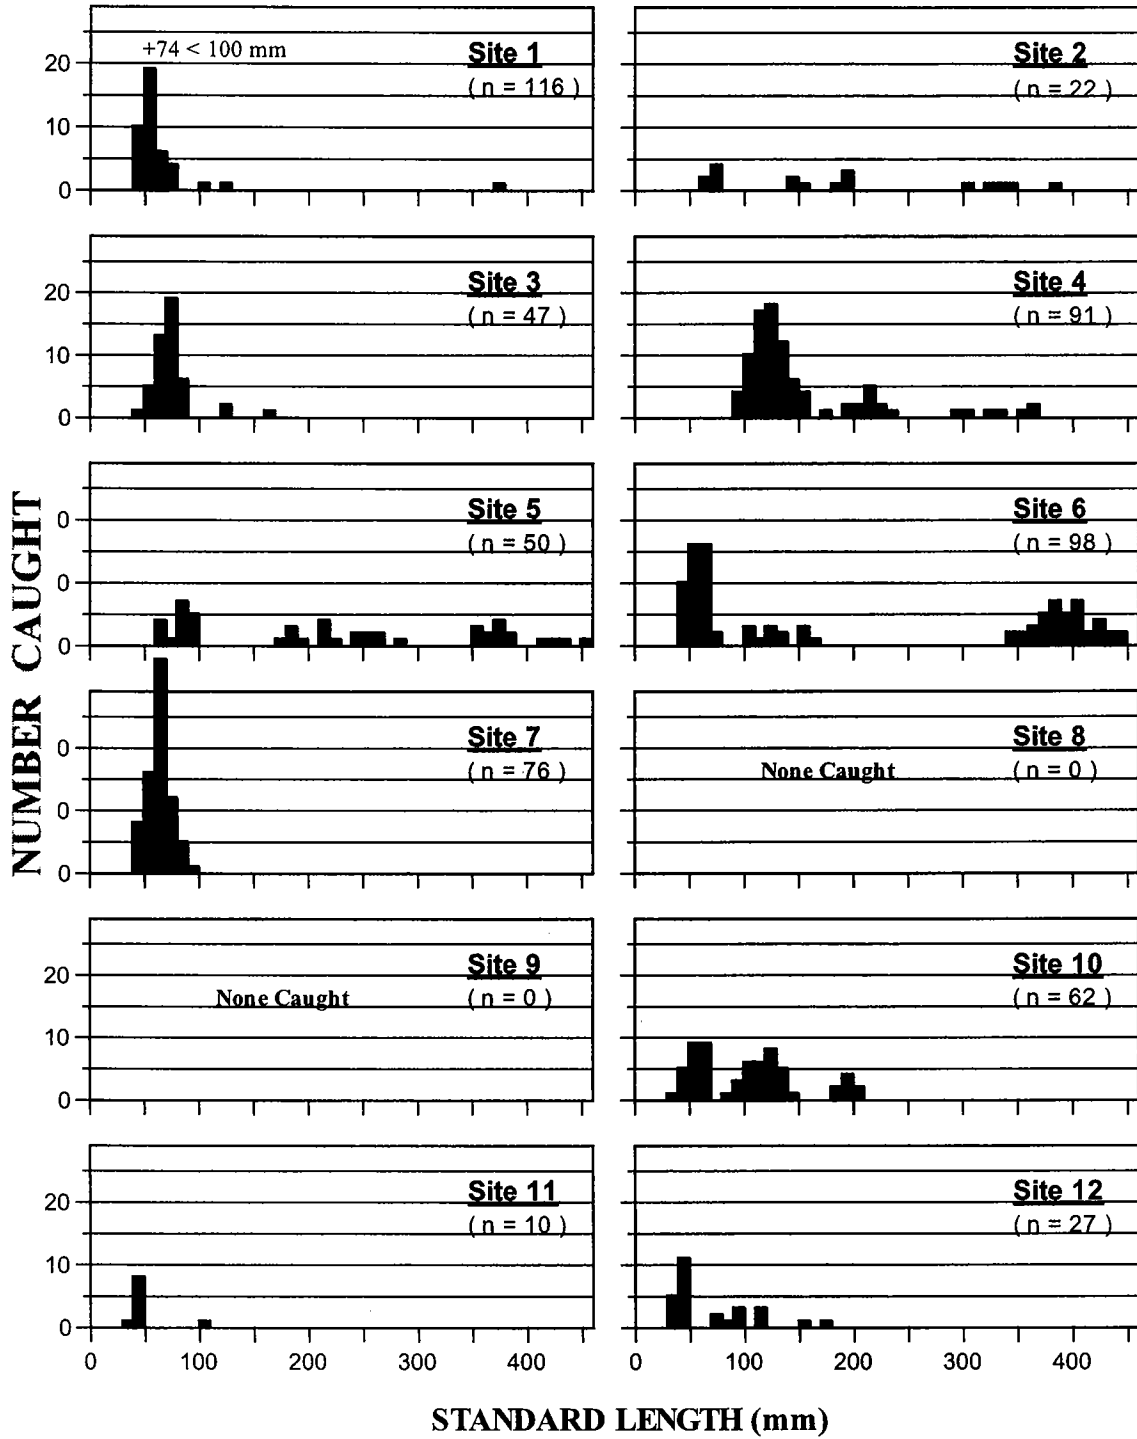 +74 < 100 mm
Site 1
( n = 116 )
20
10
0
Site 2
( n = 22 )
Site 3
( n = 47 )
20
10
0
Site 4
( n = 91 )
Site 5
( n = 50 )
0
0
0
Site 6
( n = 98 )
Site 7
( n = 76 )
0
0
0
Site 8
None Caught
( n = 0 )
Site 9
None Caught
( n = 0 )
20
10
0
Site 10
( n = 62 )
Site 11
( n = 10 )
20
10
0
Site 12
( n = 27 )
0 100 200 300 400
0 100 200 300 400
NUMBER CAUGHT
STANDARD LENGTH (mm)